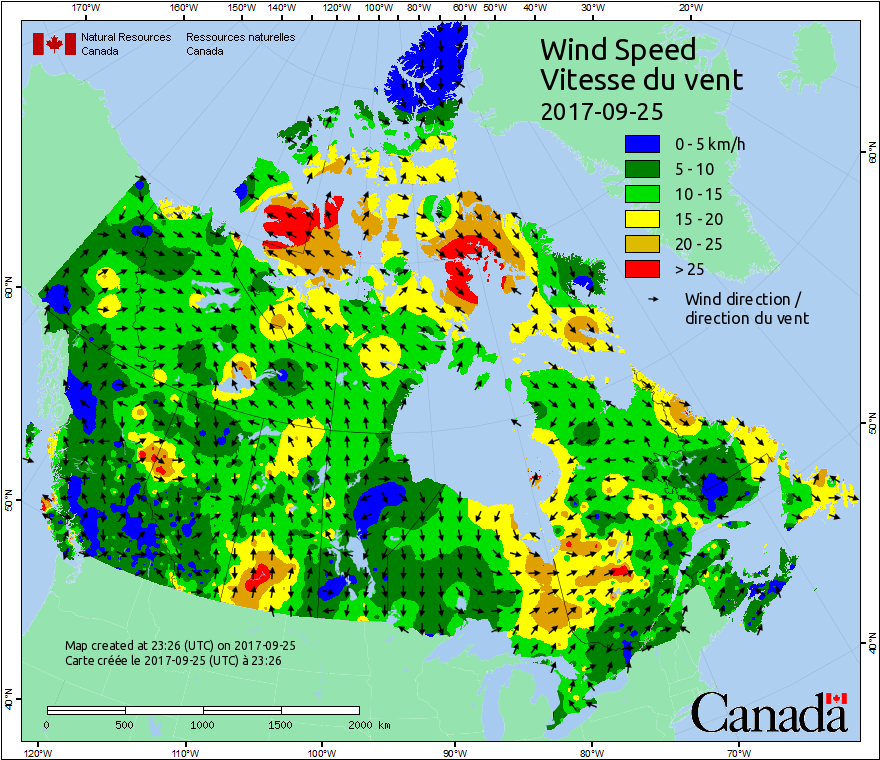 170°W 160°W 150°W 140°W 120°W 100°W 80°W 60°W 50°W 40°W 30°W 20°W
Natural Resources Ressources naturelles
Canada Canada
Wind Speed
Vitesse du vent
2017-09-25
0 - 5 km/h
5 - 10
10 - 15
15 - 20
20 - 25
> 25
Wind direction /
direction du vent
60°N 60°N
50°N 50°N
40°N 40°N
Map created at 23:26 (UTC) on 2017-09-25
Carte créée le 2017-09-25 (UTC) à 23:26
0 500 1000 1500 2000 km
Canada
120°W 110°W 100°W 90°W 80°W 70°W